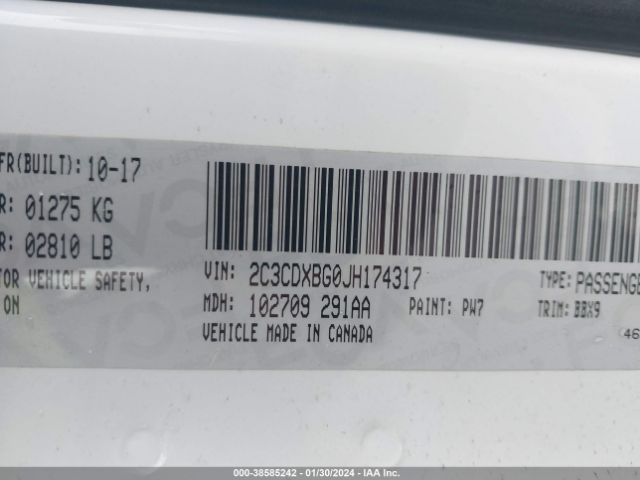 FR(BUILT): 10-17
R: 01275 KG
R: 02810 LB
TOR VEHICLE SAFETY,
ON
VIN: 2C3CDXBG0JH174317
TYPE: PASSENGE
MDH: 102709 291AA
PAINT: PW7
TRIM: BBX9
VEHICLE MADE IN CANADA
46
000-38585242 - 01/30/2024 - IAA Inc.